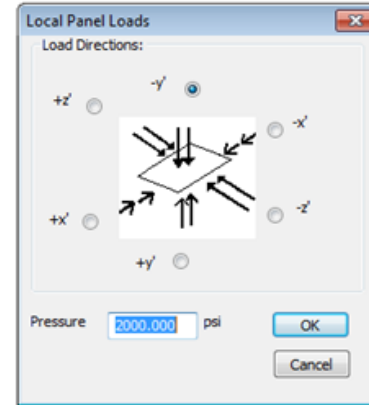 Local Panel Loads
Load Directions:
-y'
+z'
-x'
+x'
-z'
+y'
Pressure 2000.000 psi OK
Cancel